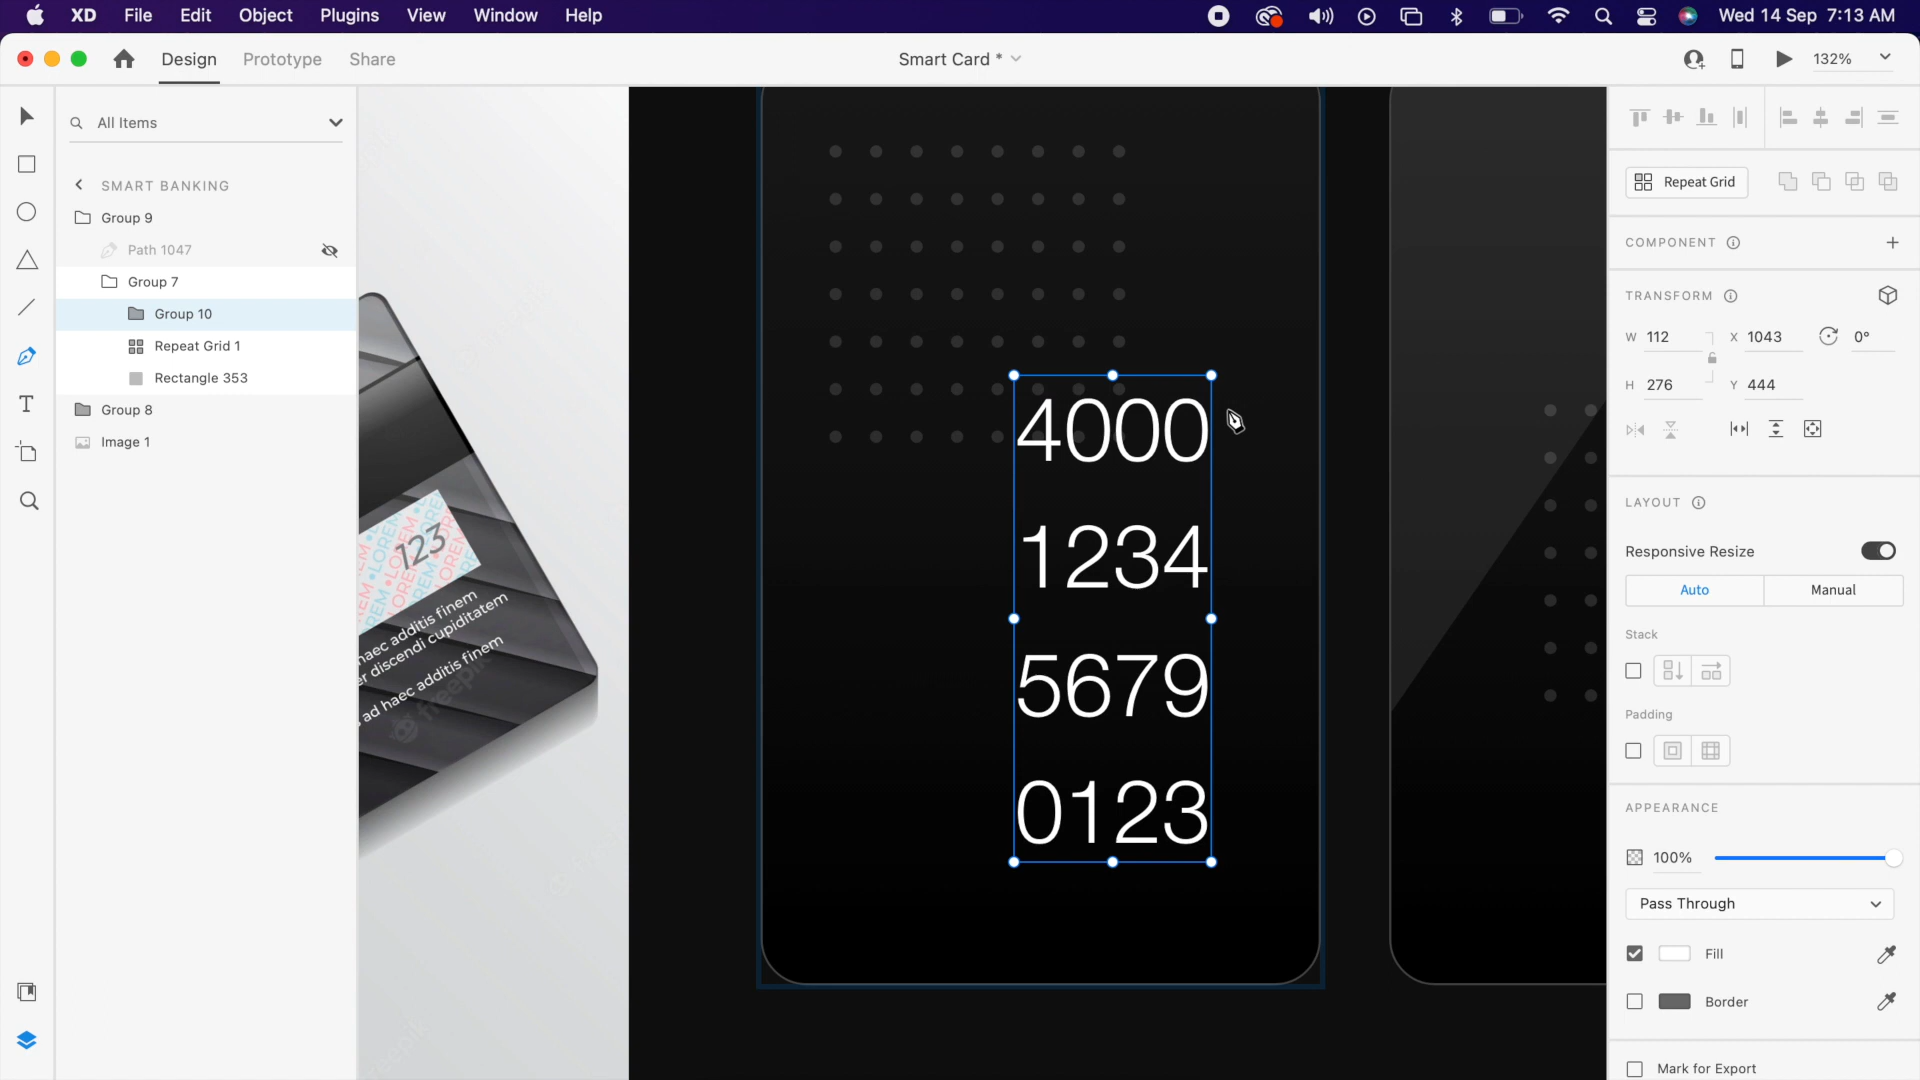 XD File Edit Object Plugins View Window Help Wed 14 Sep 7:13 AM
Design Prototype Share Smart Card * 132%
All Items
SMART BANKING
Group 9
Path 1047
Group 7
Group 10
Repeat Grid 1
Rectangle 353
Group 8
Image 1
LOREM
123
haec additis finem
er discendi cupiditatem
ad haec additis finem
freepik
4000
1234
5679
0123
Repeat Grid
COMPONENT
TRANSFORM
W 112 X 1043 0°
H 276 Y 444
LAYOUT
Responsive Resize
Auto Manual
Stack
Padding
APPEARANCE
100%
Pass Through
Fill
Border
Mark for Export